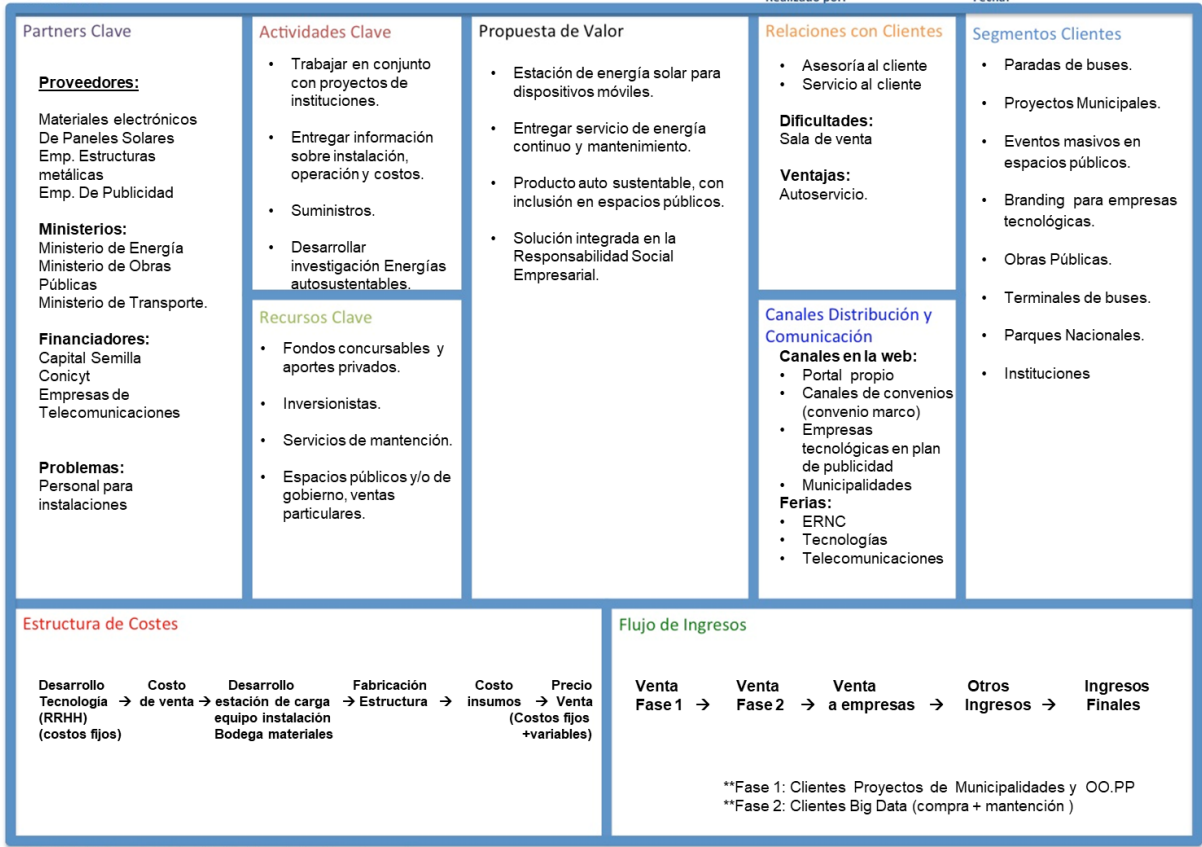 Realizado por:
Fecha:
Partners Clave
Proveedores:
Materiales electrónicos
De Paneles Solares
Emp. Estructuras
metálicas
Emp. De Publicidad
Ministerios:
Ministerio de Energía
Ministerio de Obras
Públicas
Ministerio de Transporte.
Financiadores:
Capital Semilla
Conicyt
Empresas de
Telecomunicaciones
Problemas:
Personal para
instalaciones
Actividades Clave
• Trabajar en conjunto
con proyectos de
instituciones.
• Entregar información
sobre instalación,
operación y costos.
• Suministros.
• Desarrollar
investigación Energías
autosustentables.
Recursos Clave
• Fondos concursables y
aportes privados.
• Inversionistas.
• Servicios de mantención.
• Espacios públicos y/o de
gobierno, ventas
particulares.
Propuesta de Valor
• Estación de energía solar para
dispositivos móviles.
• Entregar servicio de energía
continuo y mantenimiento.
• Producto auto sustentable, con
inclusión en espacios públicos.
• Solución integrada en la
Responsabilidad Social
Empresarial.
Relaciones con Clientes
• Asesoría al cliente
• Servicio al cliente
Dificultades:
Sala de venta
Ventajas:
Autoservicio.
Canales Distribución y
Comunicación
Canales en la web:
• Portal propio
• Canales de convenios
(convenio marco)
• Empresas
tecnológicas en plan
de publicidad
• Municipalidades
Ferias:
• ERNC
• Tecnologías
• Telecomunicaciones
Segmentos Clientes
• Paradas de buses.
• Proyectos Municipales.
• Eventos masivos en
espacios públicos.
• Branding para empresas
tecnológicas.
• Obras Públicas.
• Terminales de buses.
• Parques Nacionales.
• Instituciones
Estructura de Costes
Desarrollo Costo Desarrollo Fabricación Costo Precio
Tecnología → de venta → estación de carga → Estructura → insumos → Venta
(RRHH) equipo instalación (Costos fijos
(costos fijos) Bodega materiales +variables)
Flujo de Ingresos
Venta Venta Venta Otros Ingresos
Fase 1 → Fase 2 → a empresas → Ingresos → Finales
**Fase 1: Clientes Proyectos de Municipalidades y OO.PP
**Fase 2: Clientes Big Data (compra + mantención )